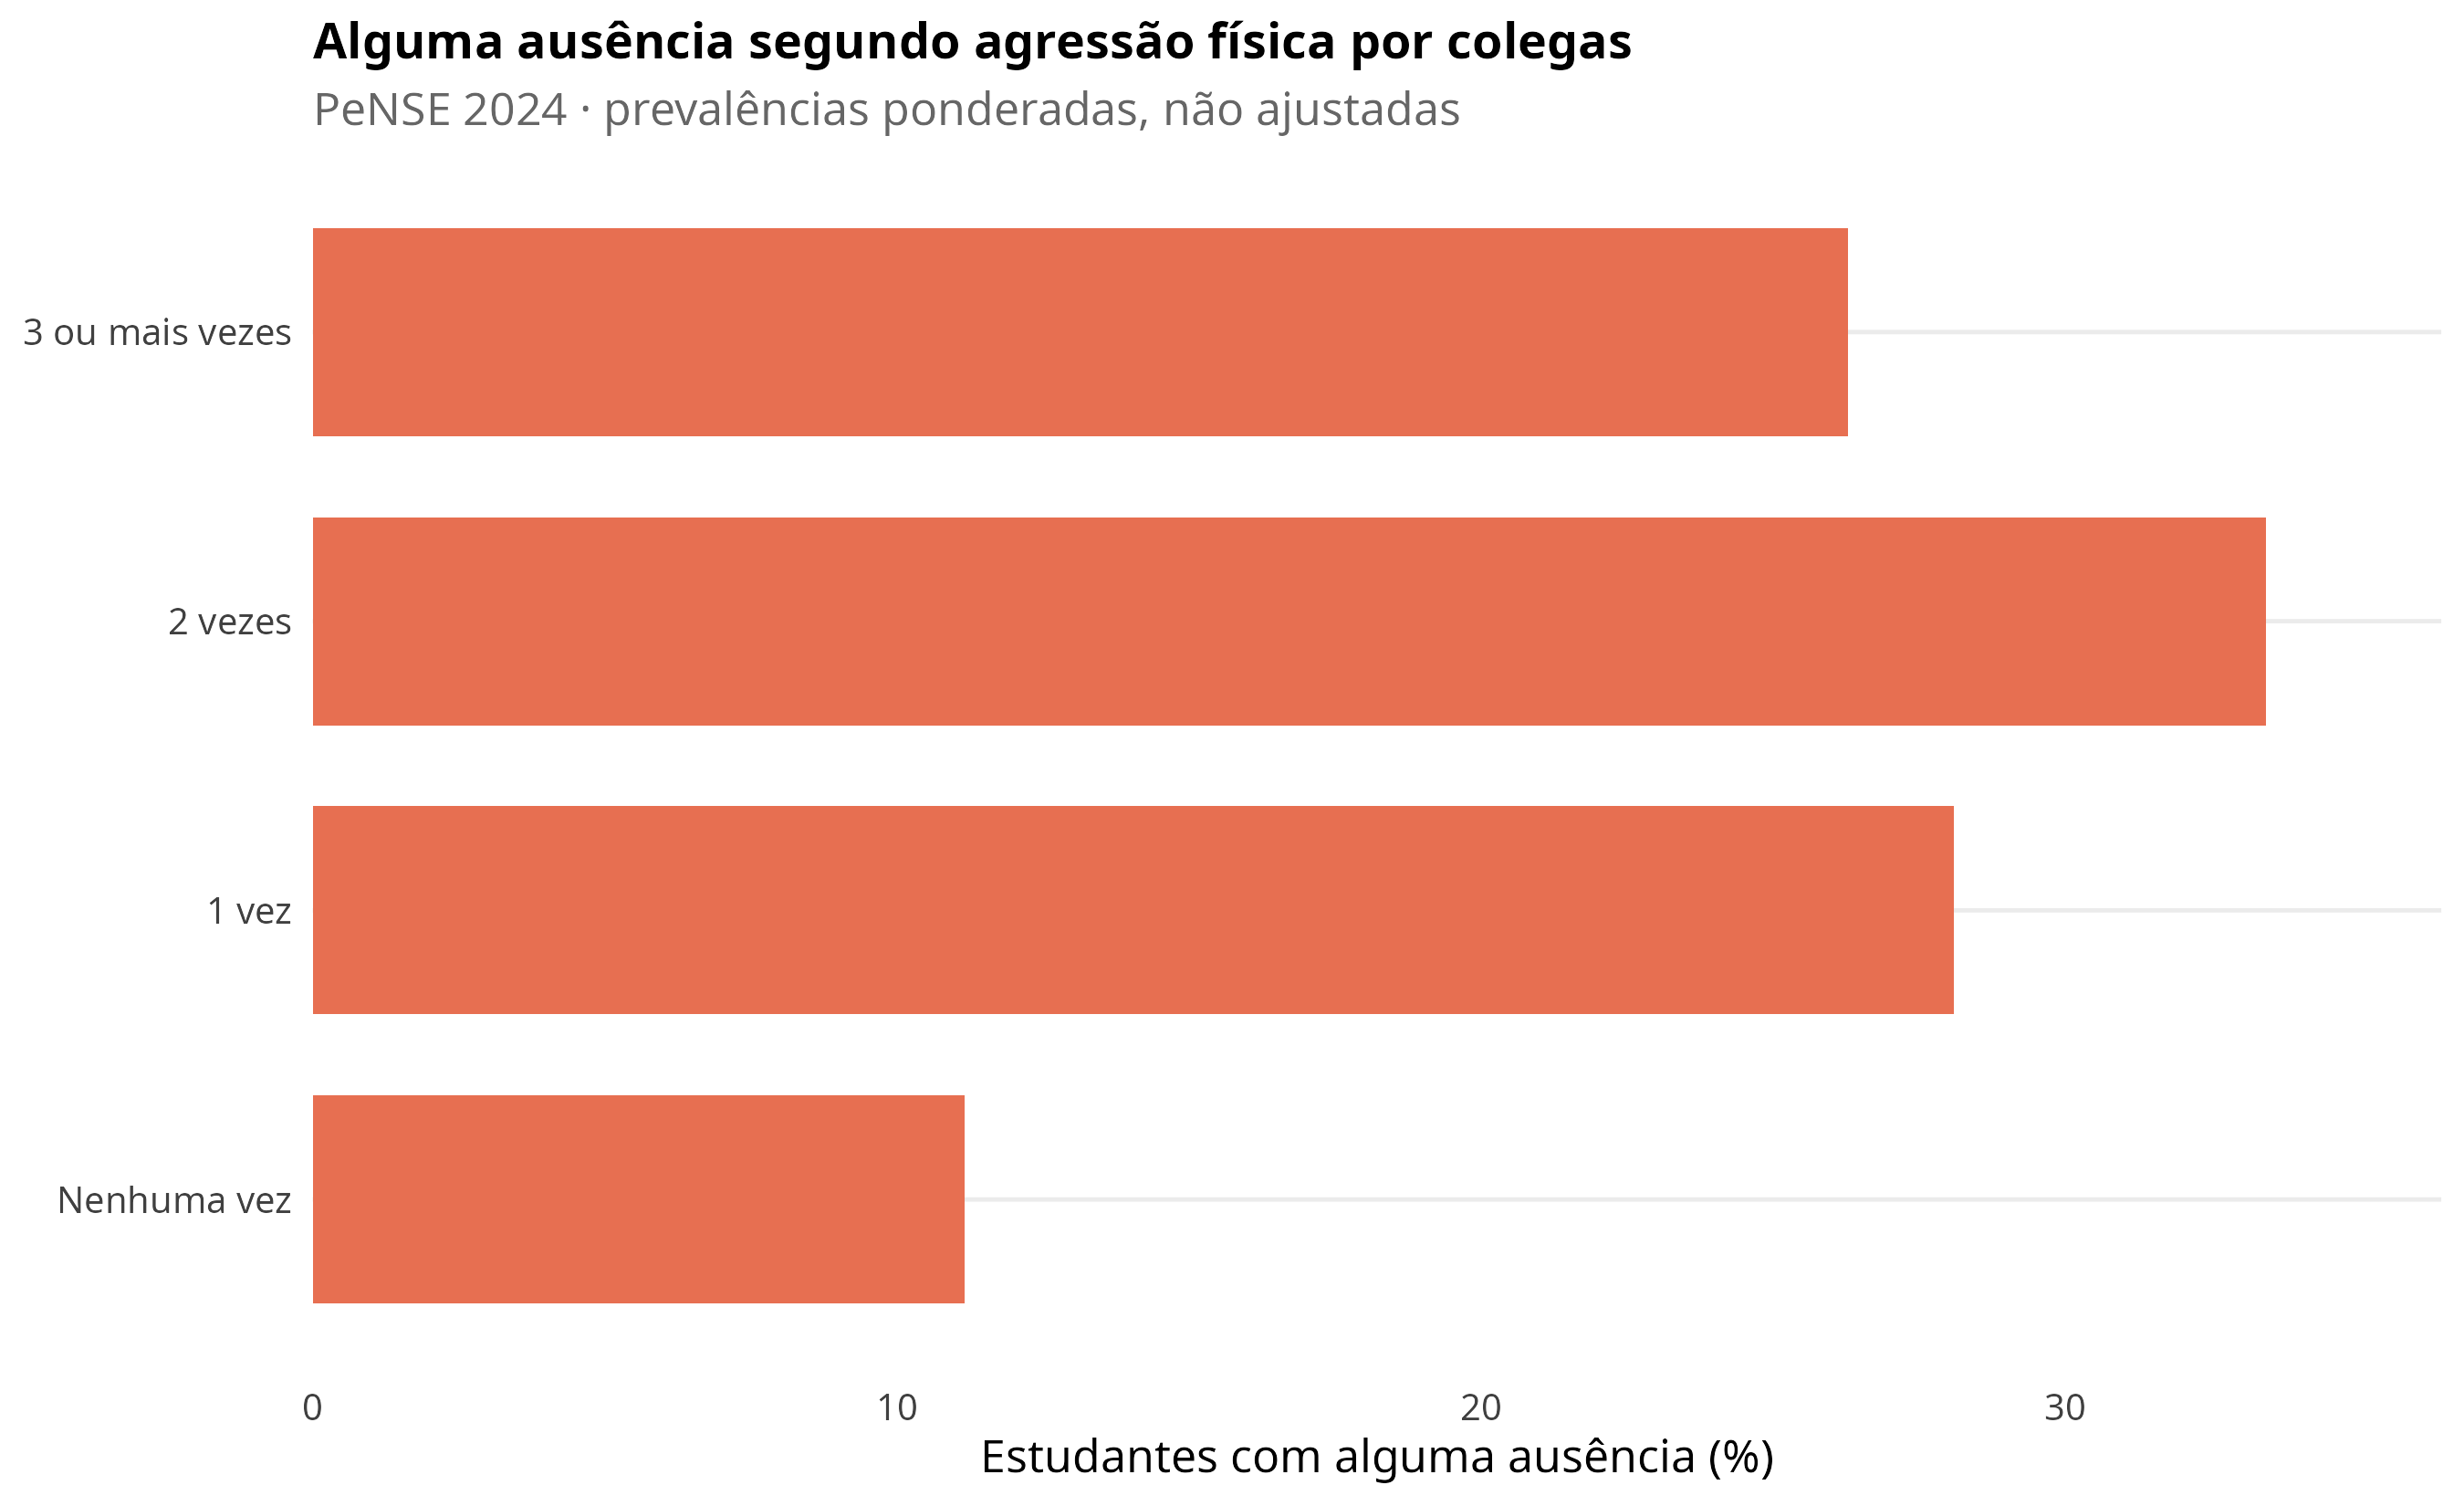 Alguma ausência segundo agressão física por colegas
PeNSE 2024 · prevalências ponderadas, não ajustadas
3 ou mais vezes
2 vezes
1 vez
Nenhuma vez
0 10 20 30
Estudantes com alguma ausência (%)